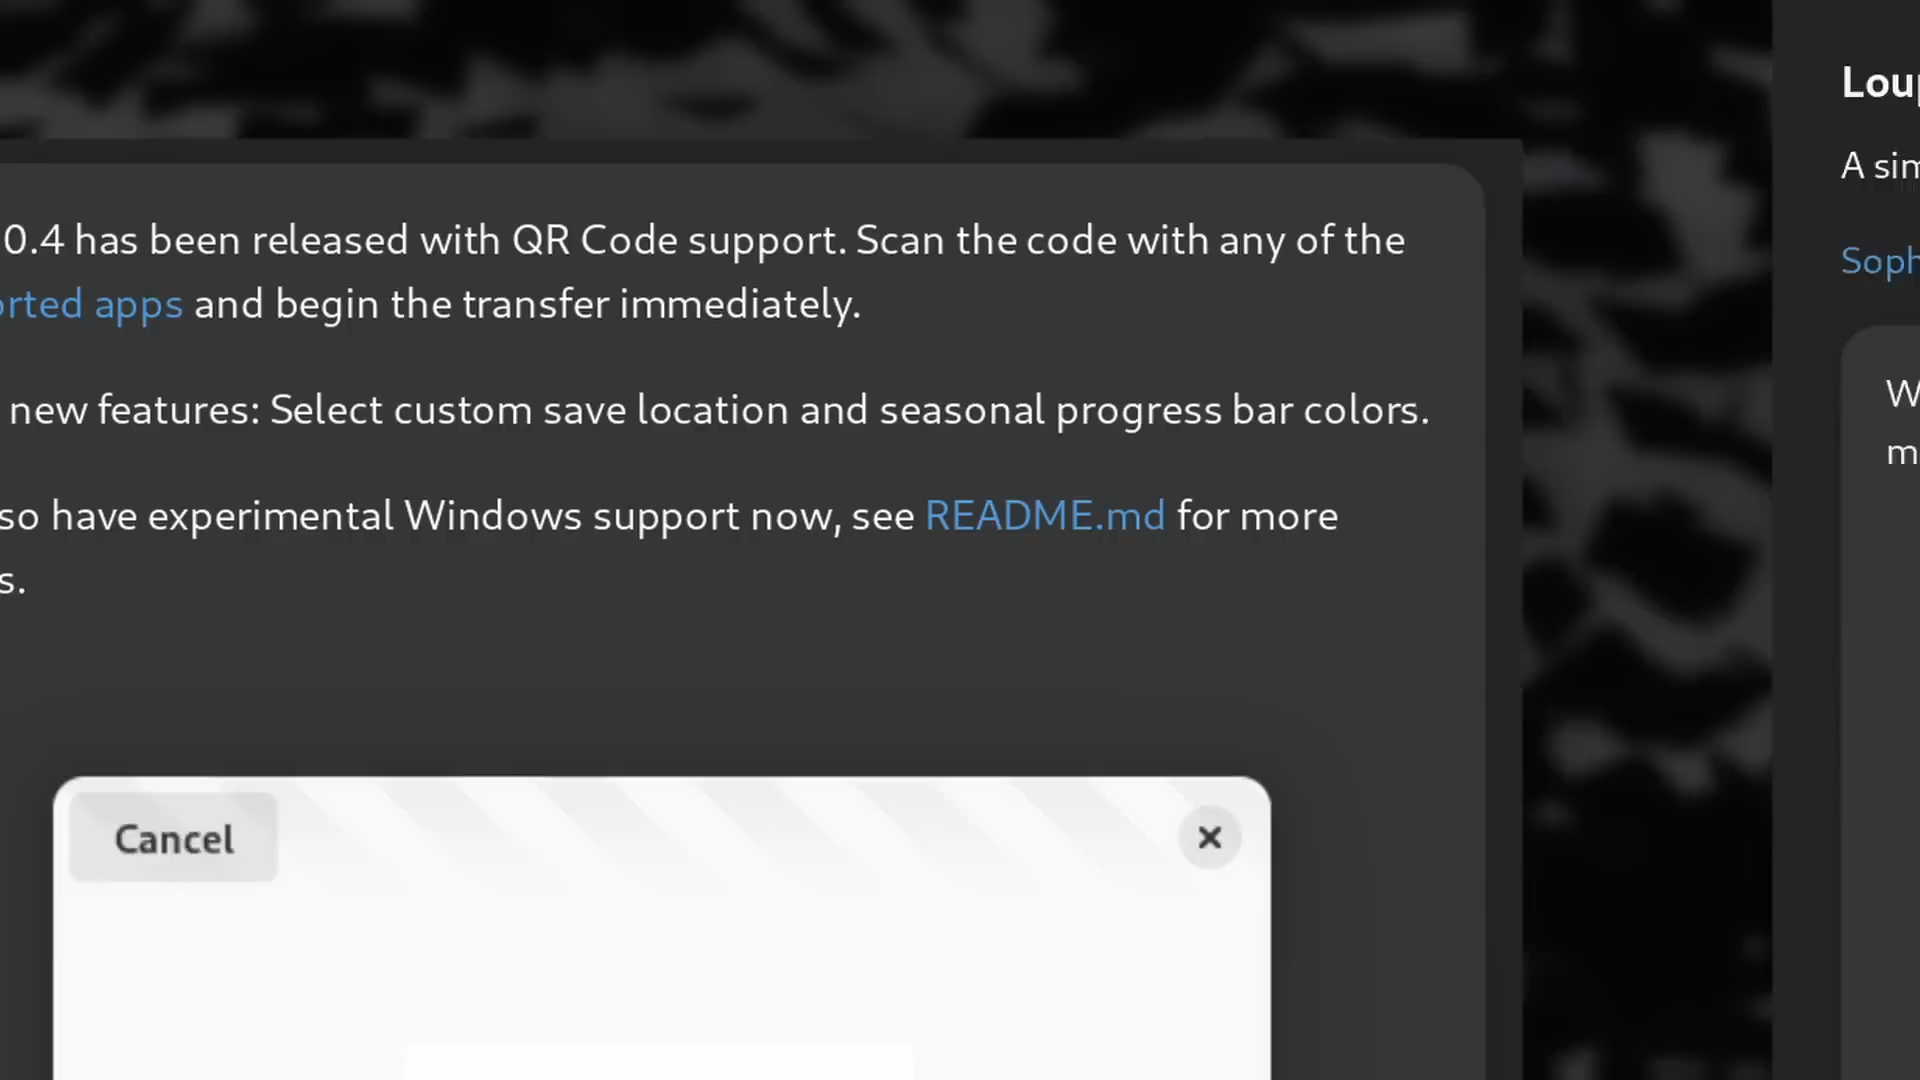 0.4 has been released with QR Code support. Scan the code with any of the
orted apps and begin the transfer immediately.
new features: Select custom save location and seasonal progress bar colors.
so have experimental Windows support now, see README.md for more
s.
Cancel
Loup
A sim
Soph
W
m